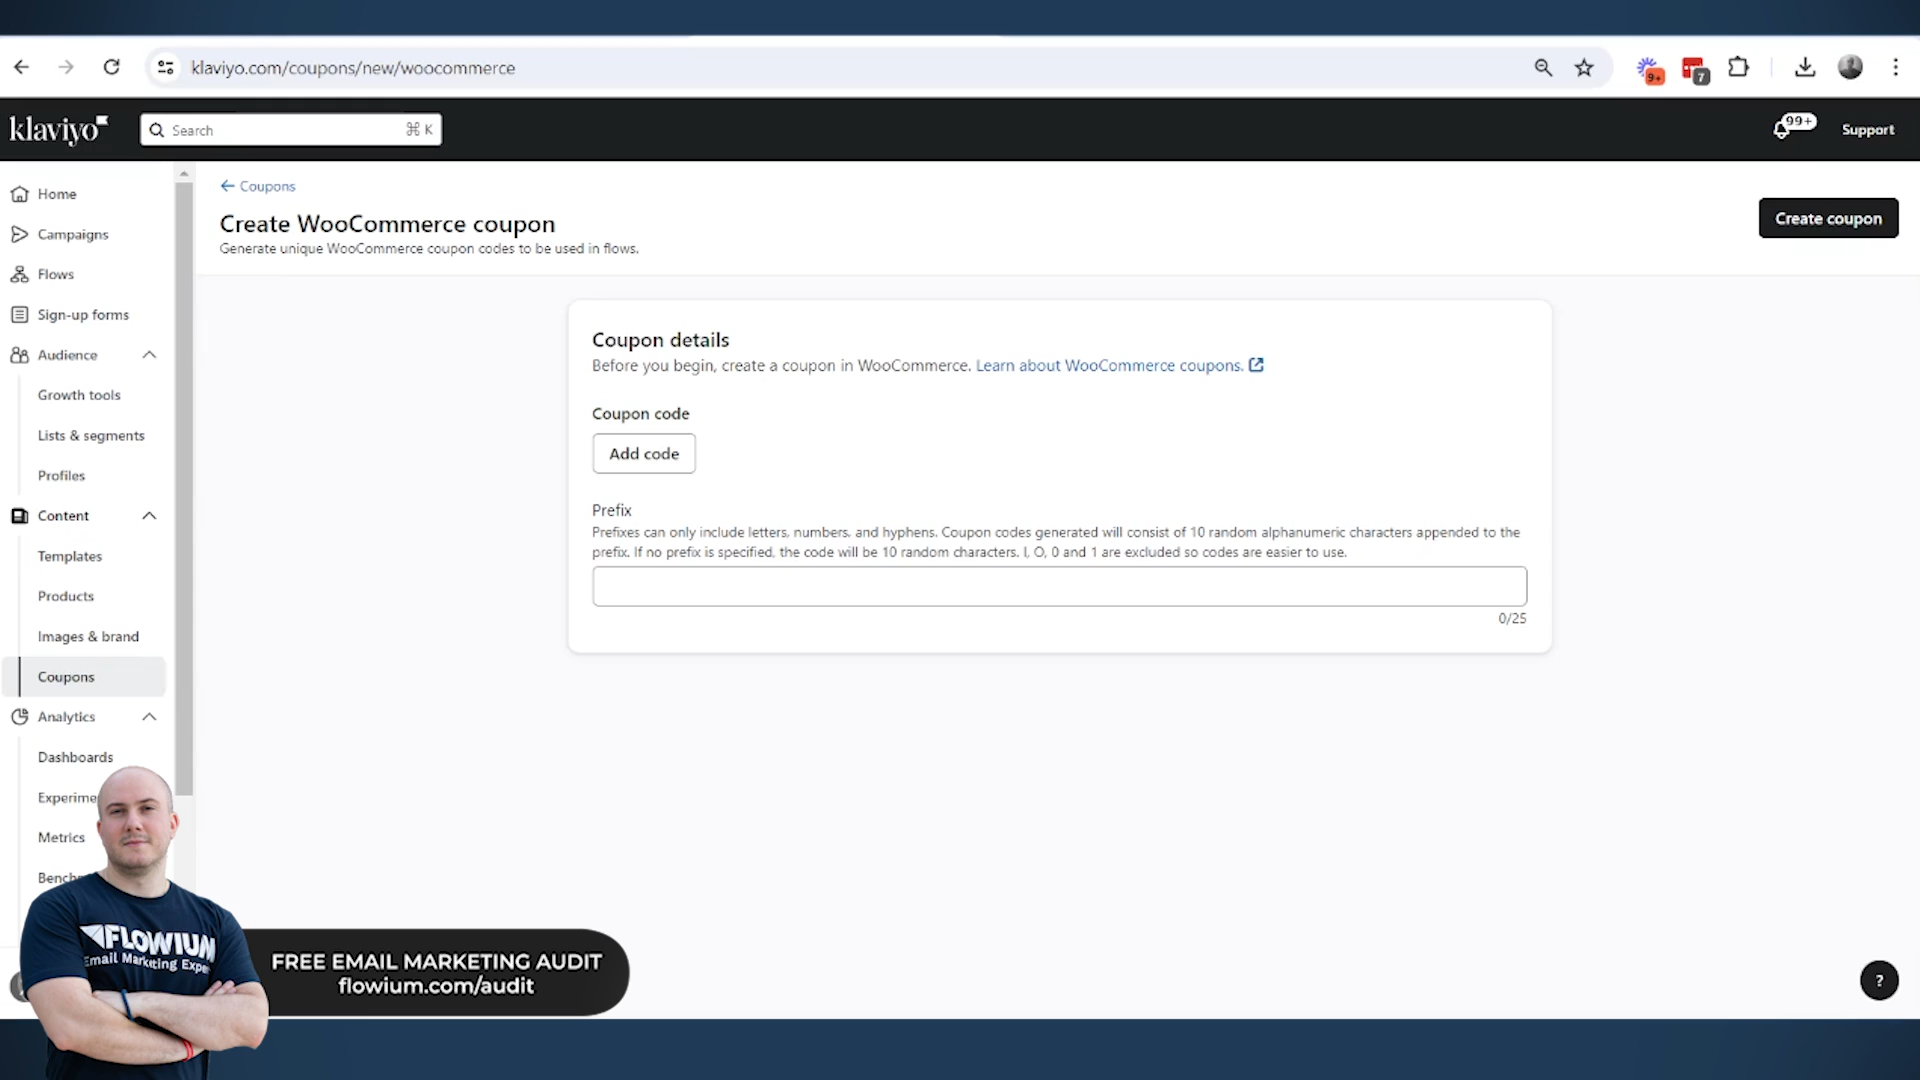 klaviyo.com/coupons/new/woocommerce
9+
7
klaviyo
Search
⌘ K
99+
Support
Home
Campaigns
Flows
Sign-up forms
Audience
Growth tools
Lists & segments
Profiles
Content
Templates
Products
Images & brand
Coupons
Analytics
Dashboards
Metrics
← Coupons
Create WooCommerce coupon
Generate unique WooCommerce coupon codes to be used in flows.
Create coupon
Coupon details
Before you begin, create a coupon in WooCommerce. Learn about WooCommerce coupons.
Coupon code
Add code
Prefix
Prefixes can only include letters, numbers, and hyphens. Coupon codes generated will consist of 10 random alphanumeric characters appended to the
prefix. If no prefix is specified, the code will be 10 random characters. I, O, 0 and 1 are excluded so codes are easier to use.
0/25
FLOWIUM
Email Marketing
FREE EMAIL MARKETING AUDIT
flowium.com/audit
?